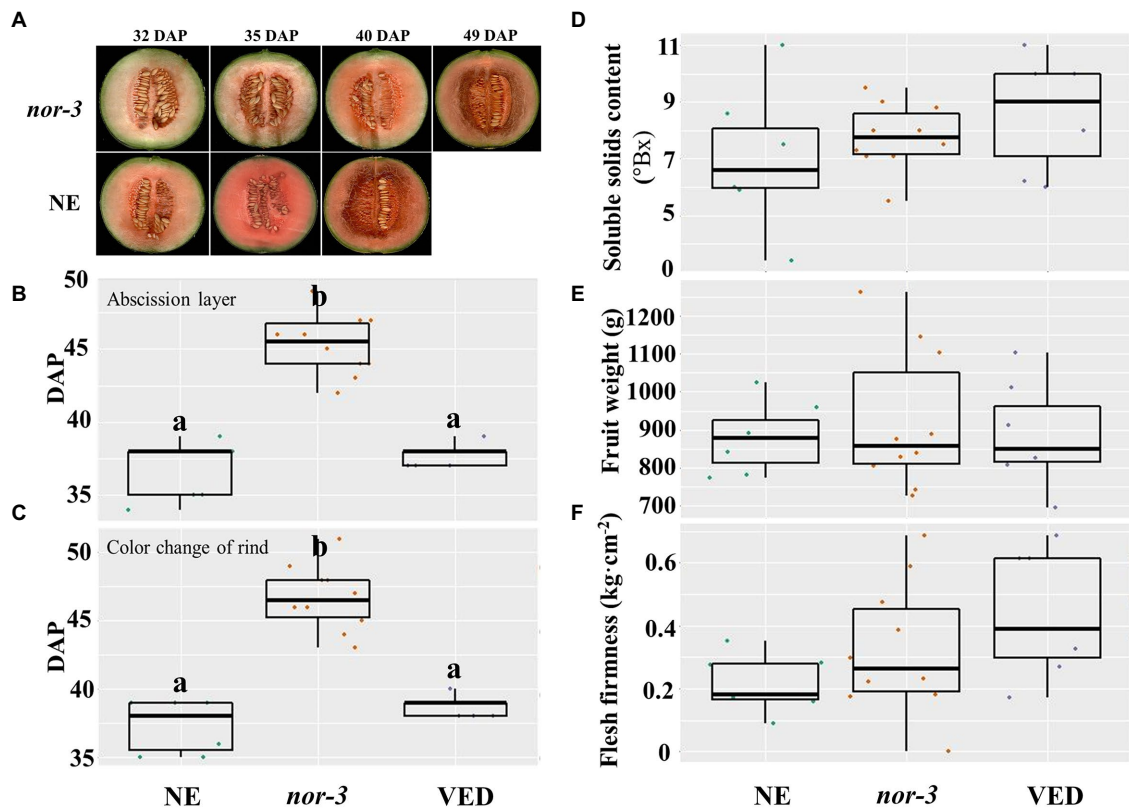 A
32 DAP 35 DAP 40 DAP 49 DAP
nor-3
NE
B
Abscission layer
DAP
50
45
40
35
a
b
a
C
Color change of rind
DAP
50
45
40
35
a
b
a
NE nor-3 VED
D
Soluble solids content
(°Bx)
11
9
7
5
0
E
Fruit weight (g)
1200
1100
1000
900
800
700
F
Flesh firmness (kg·cm-2)
0.6
0.4
0.2
0
NE nor-3 VED